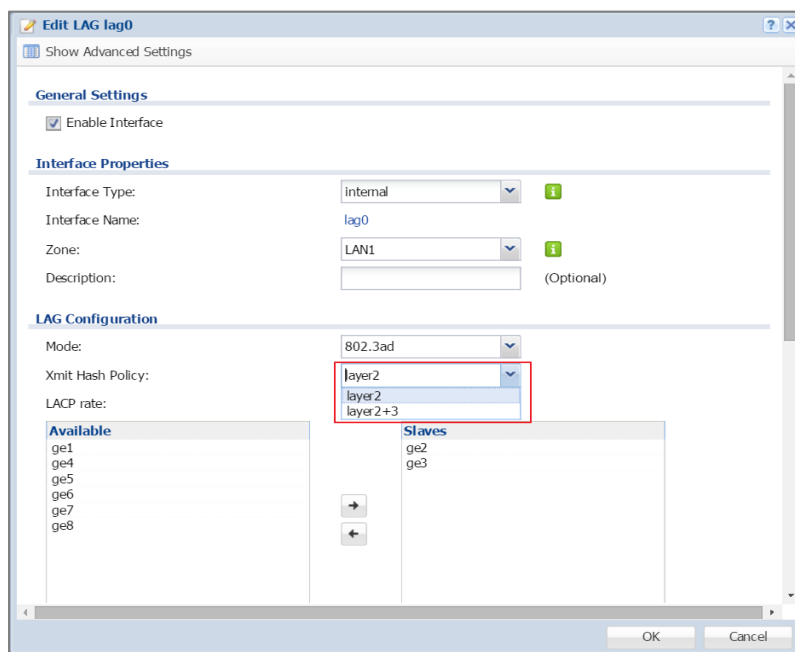 Edit LAG lag0
Show Advanced Settings
General Settings
Enable Interface
Interface Properties
Interface Type: internal
Interface Name: lag0
Zone: LAN1
Description: (Optional)
LAG Configuration
Mode: 802.3ad
Xmit Hash Policy: layer2
layer2
LACP rate: layer2+3
Available Slaves
ge1 ge2
ge4 ge3
ge5
ge6
ge7
ge8
OK Cancel